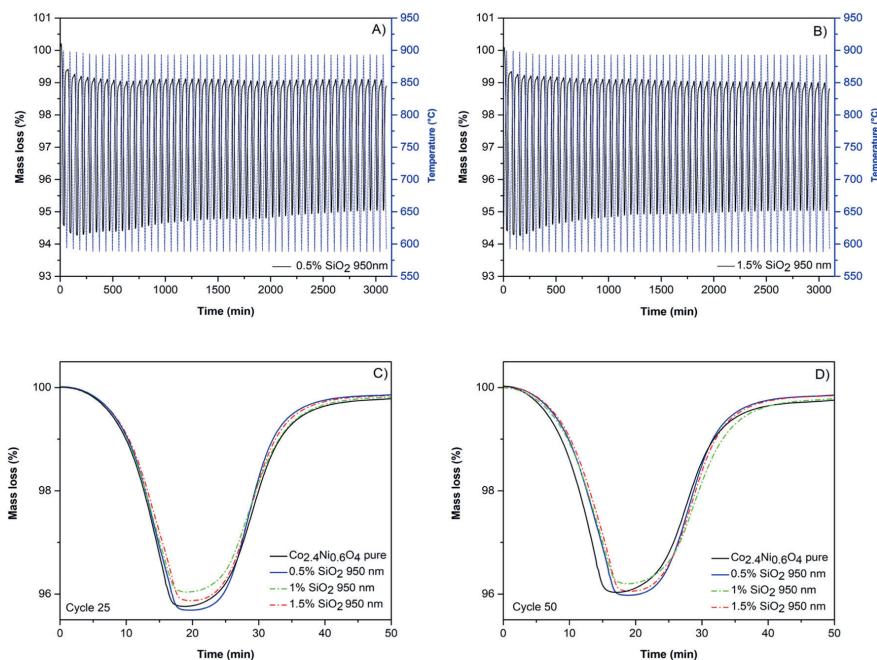 A)
101
100
99
98
97
96
95
94
93
Mass loss (%)
950
900
850
800
750
700
650
600
550
Temperature (°C)
0.5% SiO2 950nm
0 500 1000 1500 2000 2500 3000
Time (min)
B)
101
100
99
98
97
96
95
94
93
Mass loss (%)
950
900
850
800
750
700
650
600
550
Temperature (°C)
1.5% SiO2 950 nm
0 500 1000 1500 2000 2500 3000
Time (min)
C)
100
98
96
Mass loss (%)
Co2.4Ni0.6O4 pure
0.5% SiO2 950 nm
1% SiO2 950 nm
1.5% SiO2 950 nm
Cycle 25
0 10 20 30 40 50
Time (min)
D)
100
98
96
Mass loss (%)
Co2.4Ni0.6O4 pure
0.5% SiO2 950 nm
1% SiO2 950 nm
1.5% SiO2 950 nm
Cycle 50
0 10 20 30 40 50
Time (min)